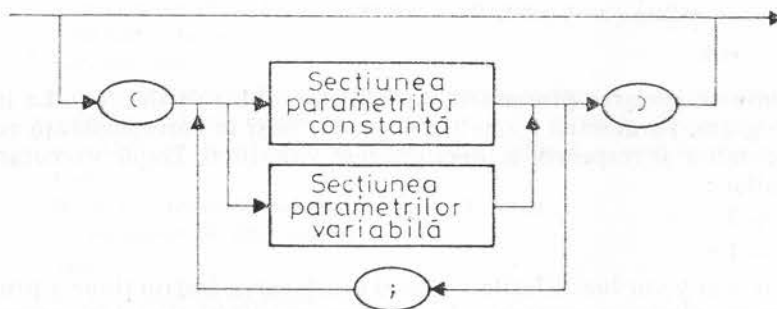 (
Secțiunea
parametrilor
constantă
)
Secțiunea
parametrilor
variabilă
;